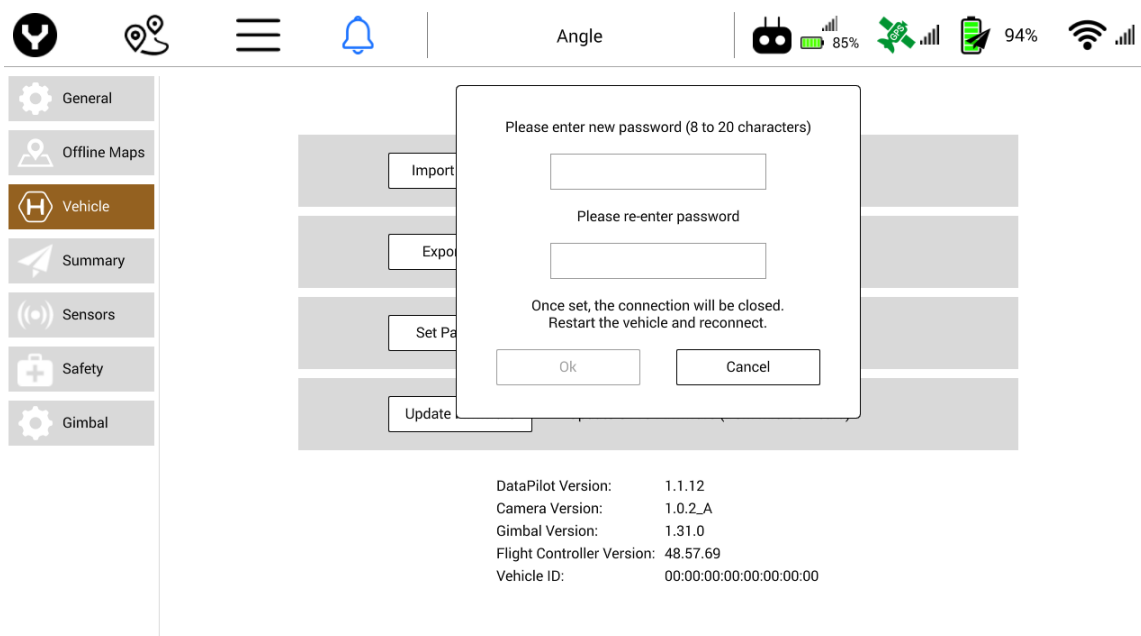 Angle
85%
GPS
94%
General
Offline Maps
Vehicle
Summary
Sensors
Safety
Gimbal
Import
Expo
Set Pa
Update
Please enter new password (8 to 20 characters)
Please re-enter password
Once set, the connection will be closed.
Restart the vehicle and reconnect.
Ok
Cancel
DataPilot Version: 1.1.12
Camera Version: 1.0.2_A
Gimbal Version: 1.31.0
Flight Controller Version: 48.57.69
Vehicle ID: 00:00:00:00:00:00:00:00